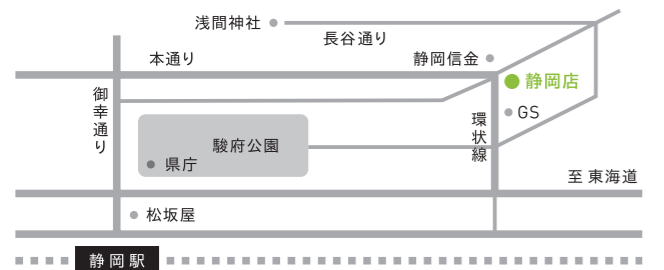 浅間神社
長谷通り
本通り
静岡信金
静岡店
御幸通り
環状線
GS
駿府公園
県庁
至 東海道
松坂屋
静岡駅